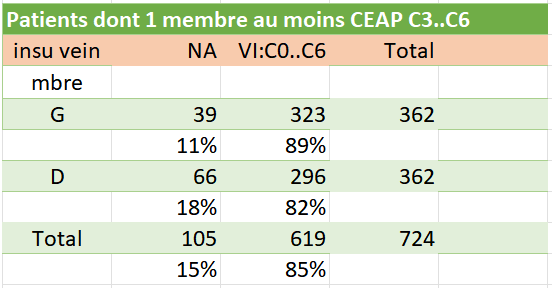 Patients dont 1 membre au moins CEAP C3..C6
insu vein NA VI:C0..C6 Total
mbre
G 39 323 362
11% 89%
D 66 296 362
18% 82%
Total 105 619 724
15% 85%